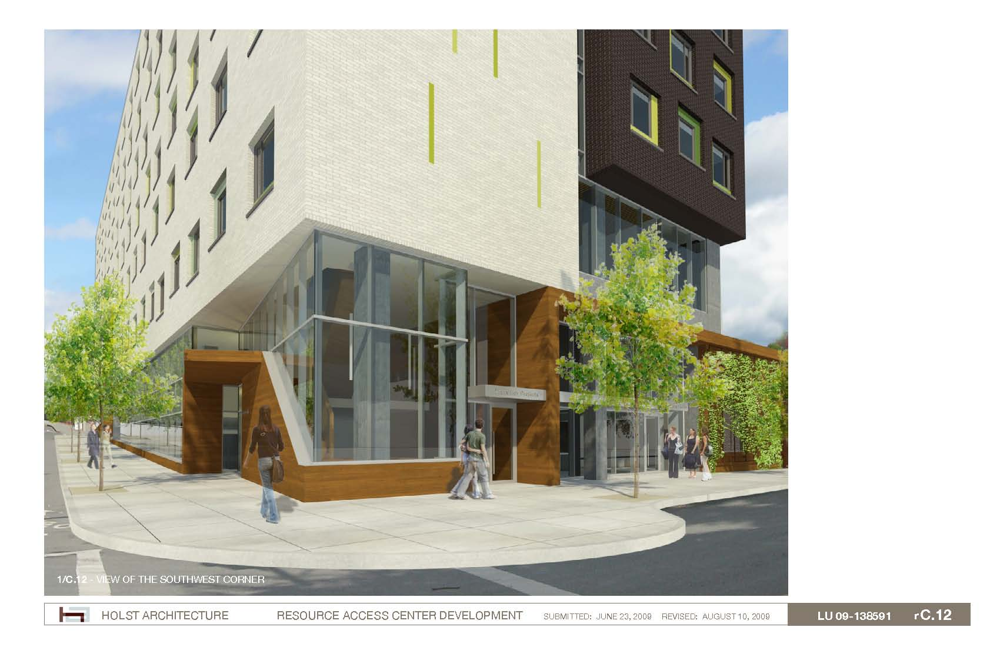 1/C.12 - VIEW OF THE SOUTHWEST CORNER
HOLST ARCHITECTURE RESOURCE ACCESS CENTER DEVELOPMENT SUBMITTED: JUNE 23, 2009 REVISED: AUGUST 10, 2009 LU 09-138591 rC.12